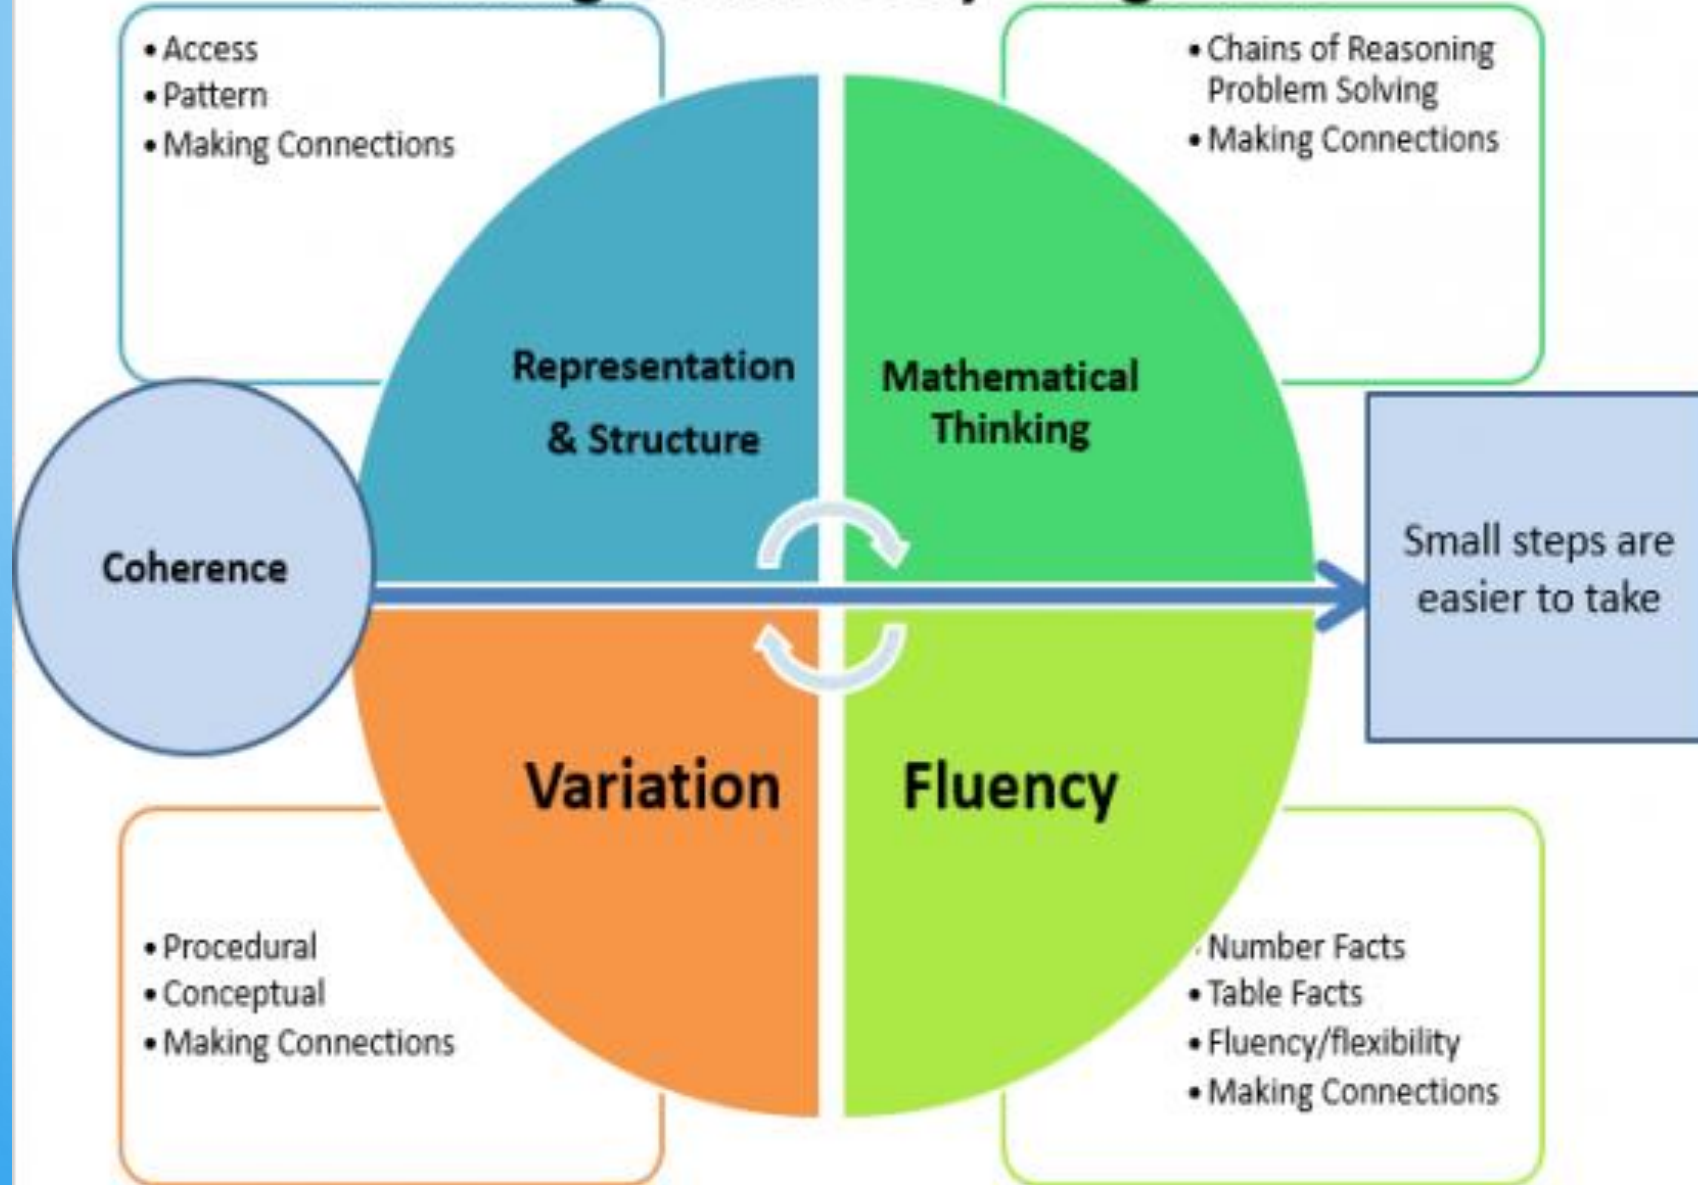 • Access
• Pattern
• Making Connections
• Chains of Reasoning
Problem Solving
• Making Connections
Representation
& Structure
Mathematical
Thinking
Coherence
Small steps are
easier to take
Variation
Fluency
• Procedural
• Conceptual
• Making Connections
• Number Facts
• Table Facts
• Fluency/flexibility
• Making Connections